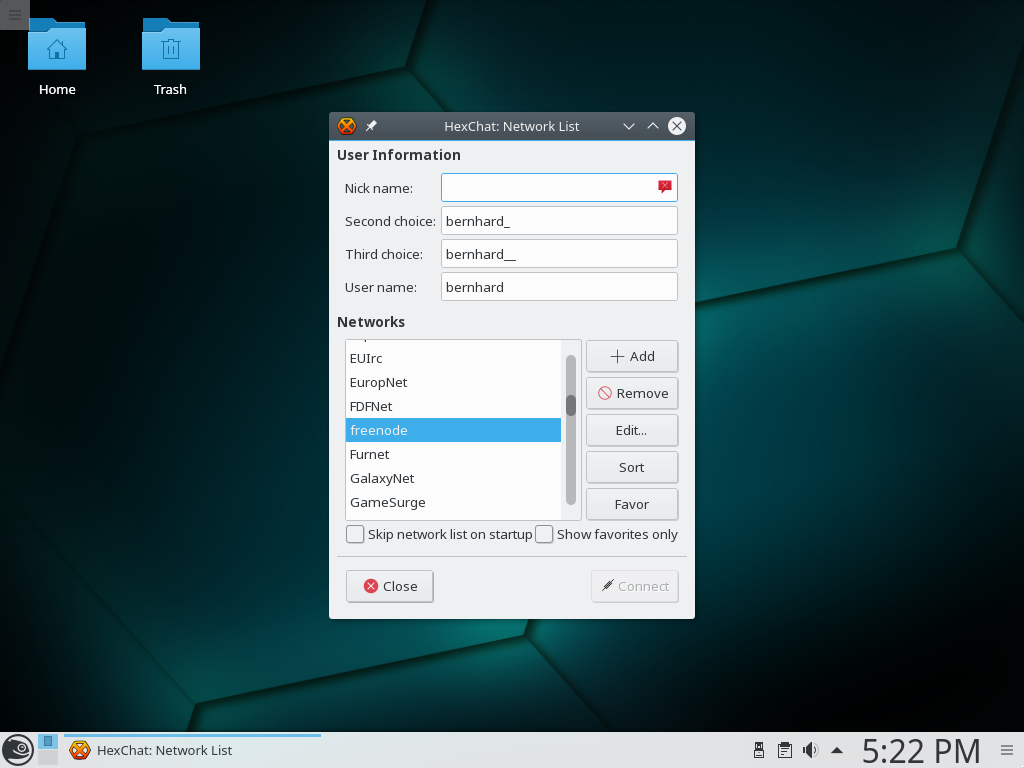 Home
Trash
HexChat: Network List
User Information
Nick name:
Second choice: bernhard_
Third choice: bernhard__
User name: bernhard
Networks
EUIrc
EuropNet
FDFNet
freenode
Furnet
GalaxyNet
GameSurge
Add
Remove
Edit...
Sort
Favor
Skip network list on startup Show favorites only
Close
Connect
HexChat: Network List
5:22 PM